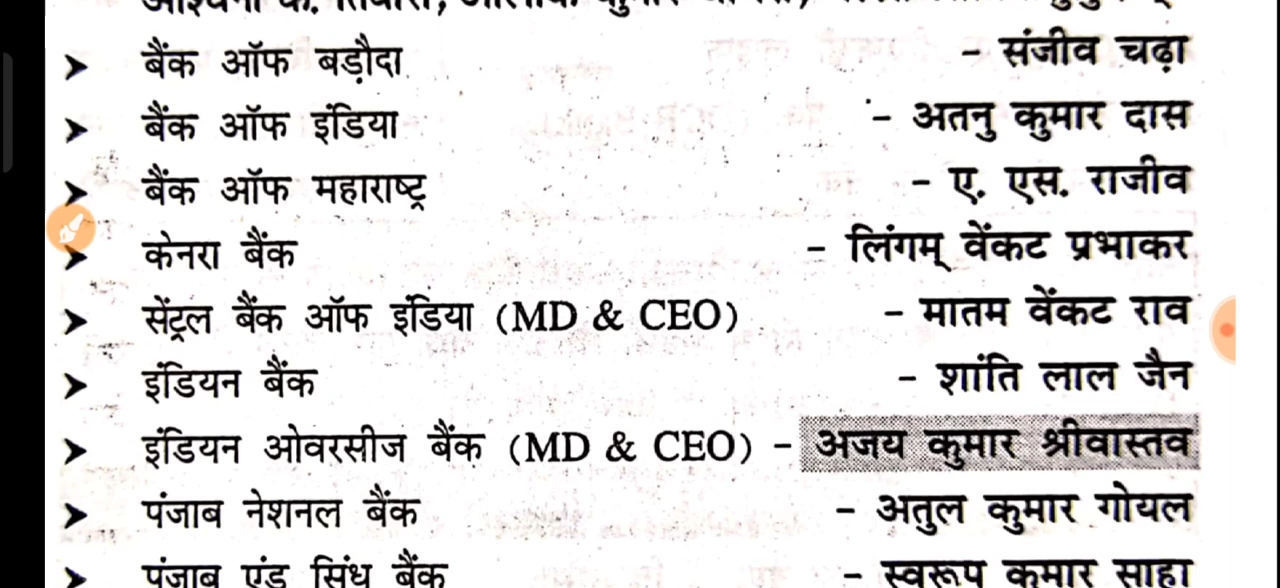 ➤ बैंक ऑफ बड़ौदा – संजीव चढ़ा
➤ बैंक ऑफ इंडिया – अतनु कुमार दास
➤ बैंक ऑफ महाराष्ट्र – ए. एस. राजीव
➤ केनरा बैंक – लिंगम् वेंकट प्रभाकर
➤ सेंट्रल बैंक ऑफ इंडिया (MD & CEO) – मातम वेंकट राव
➤ इंडियन बैंक – शांति लाल जैन
➤ इंडियन ओवरसीज बैंक (MD & CEO) – अजय कुमार श्रीवास्तव
➤ पंजाब नेशनल बैंक – अतुल कुमार गोयल
➤ पंजाब एंड सिंध बैंक – स्वरूप कुमार साहा